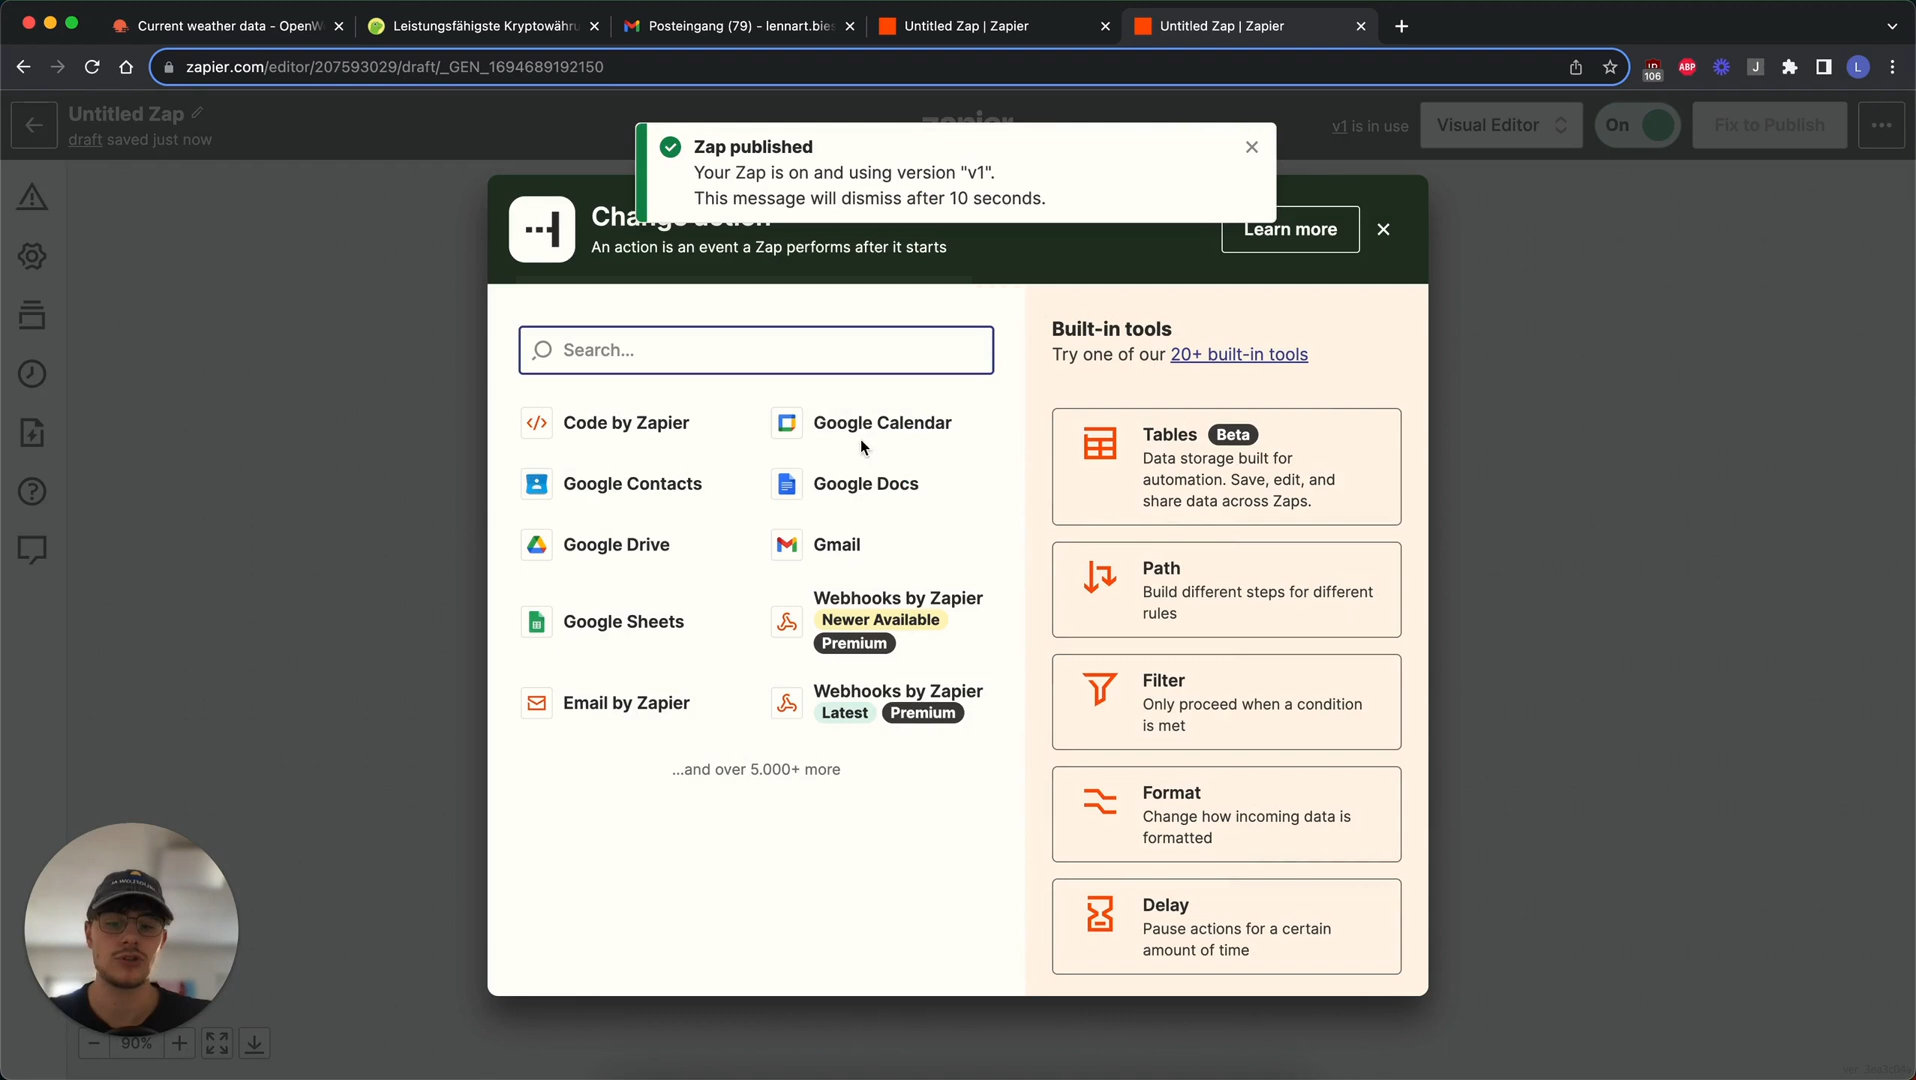 Current weather data - OpenW
Leistungsfähigste Kryptowähru
Posteingang (79) - lennart.bies
Untitled Zap | Zapier
Untitled Zap | Zapier
zapier.com/editor/207593029/draft/_GEN_1694689192150
106
ABP
J
L
Untitled Zap
draft saved just now
v1 is in use
Visual Editor
On
Fix to Publish
Zap published
Your Zap is on and using version "v1".
This message will dismiss after 10 seconds.
Change action
An action is an event a Zap performs after it starts
Learn more
Search...
Code by Zapier
Google Calendar
Google Contacts
Google Docs
Google Drive
Gmail
Google Sheets
Webhooks by Zapier
Newer Available
Premium
Email by Zapier
Webhooks by Zapier
Latest
Premium
...and over 5.000+ more
Built-in tools
Try one of our 20+ built-in tools
Tables
Beta
Data storage built for
automation. Save, edit, and
share data across Zaps.
Path
Build different steps for different
rules
Filter
Only proceed when a condition
is met
Format
Change how incoming data is
formatted
Delay
Pause actions for a certain
amount of time
90%